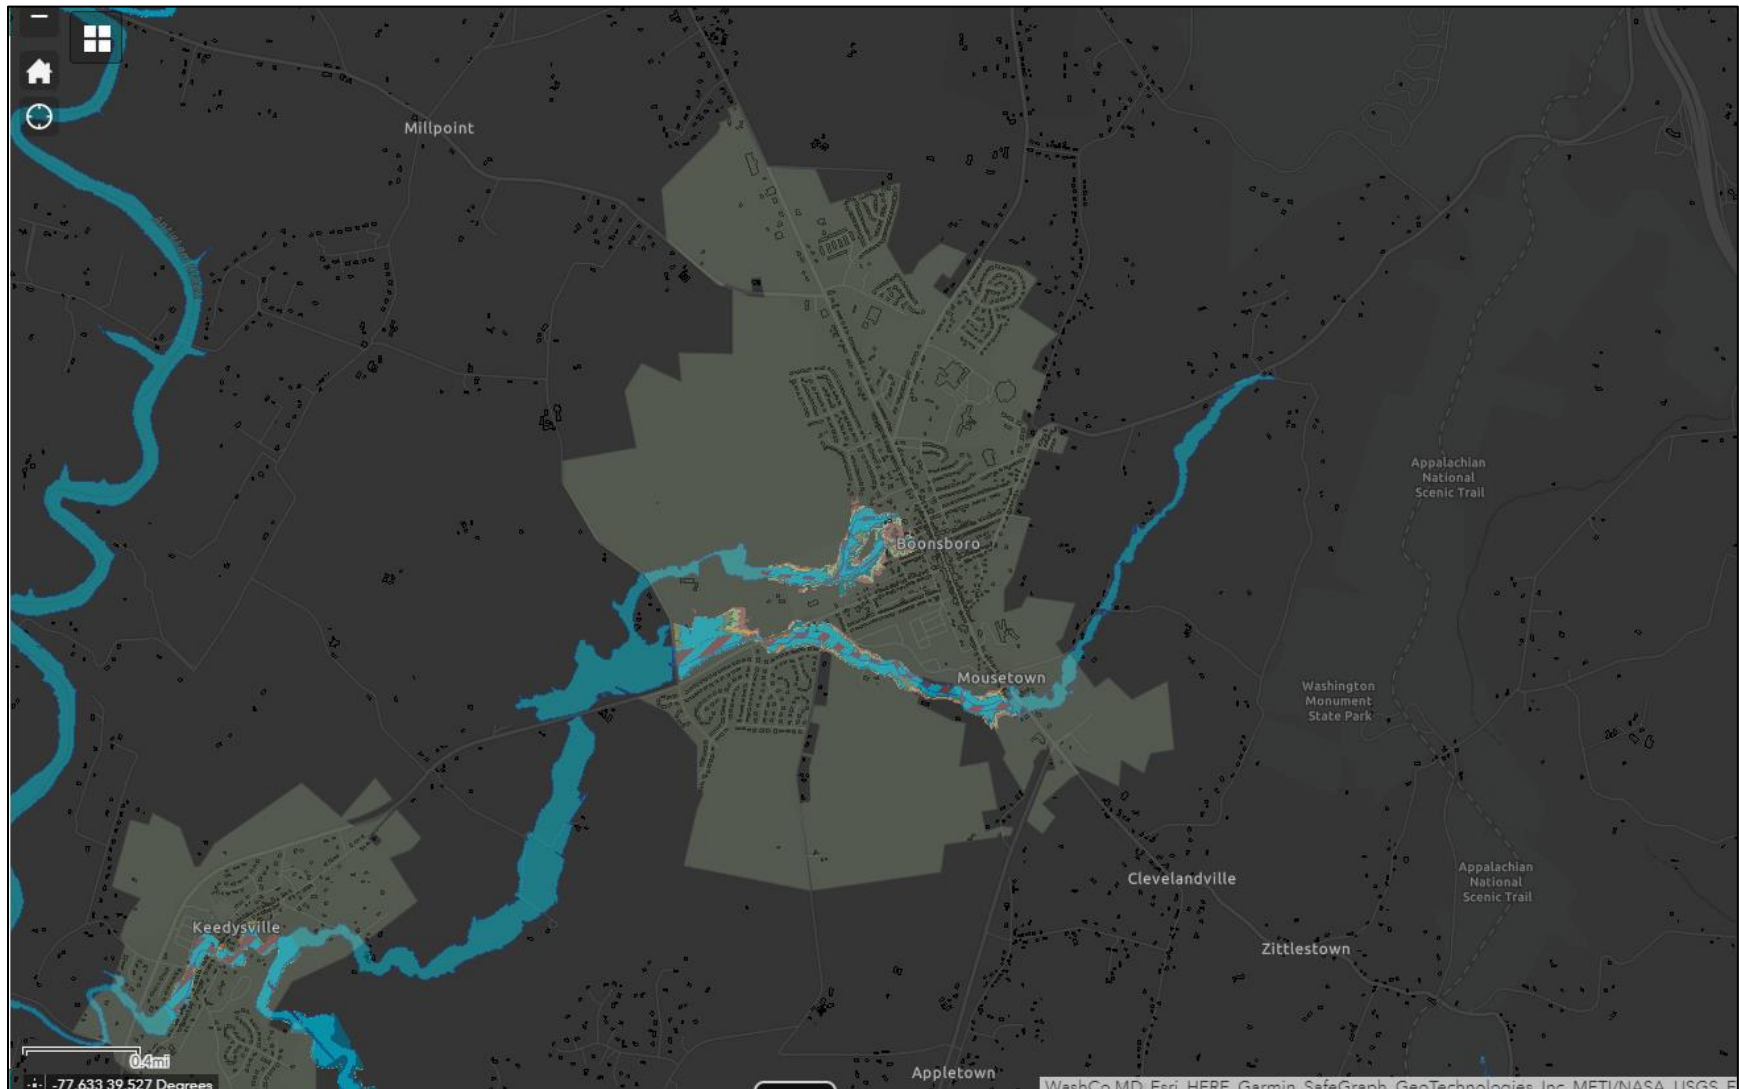 Millpoint
Boonsboro
Appalachian
National
Scenic Trail
Mousetown
Washington
Monument
State Park
Clevelandville
Appalachian
National
Scenic Trail
Keedysville
Zittlestown
0.4mi
Appletown
-77.633 39.527 Degrees
WashCo MD, Esri, HERE, Garmin, SafeGraph, GeoTechnologies, Inc, METI/NASA, USGS, E